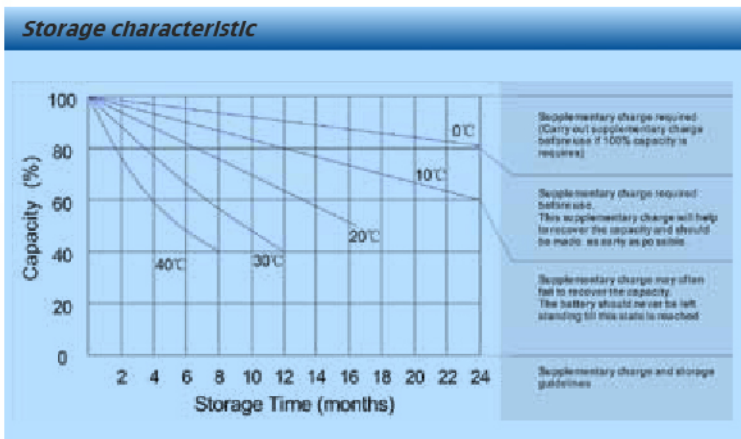 Storage characteristic
100
80
60
40
20
0
Capacity (%)
0℃
10℃
20℃
30℃
40℃
2 4 6 8 10 12 14 16 18 20 22 24
Storage Time (months)
Supplementary charge required
(Carry out supplementary charge
before use if 100% capacity is
requires)
Supplementary charge required
before use.
This supplementary charge will help
to recover the capacity and should
be made as early as possible.
Supplementary charge may often
fail to recover the capacity.
The battery should never be left
standing till this state is reached
Supplementary charge and storage
guidelines